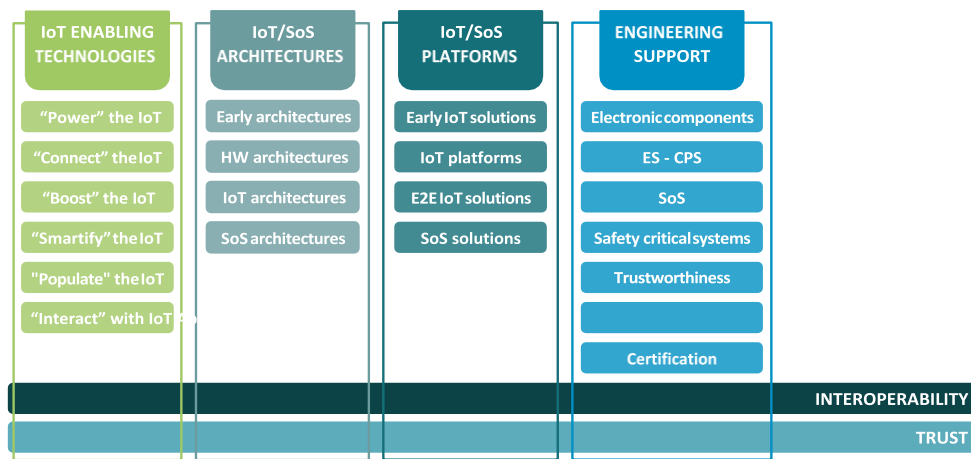 IoT ENABLING
TECHNOLOGIES
"Power" the IoT
"Connect" the IoT
"Boost" the IoT
"Smartify" the IoT
"Populate" the IoT
"Interact" with IoT
IoT/SoS
ARCHITECTURES
Early architectures
HW architectures
IoT architectures
SoS architectures
IoT/SoS
PLATFORMS
Early IoT solutions
IoT platforms
E2E IoT solutions
SoS solutions
ENGINEERING
SUPPORT
Electronic components
ES - CPS
SoS
Safety critical systems
Trustworthiness
Certification
INTEROPERABILITY
TRUST